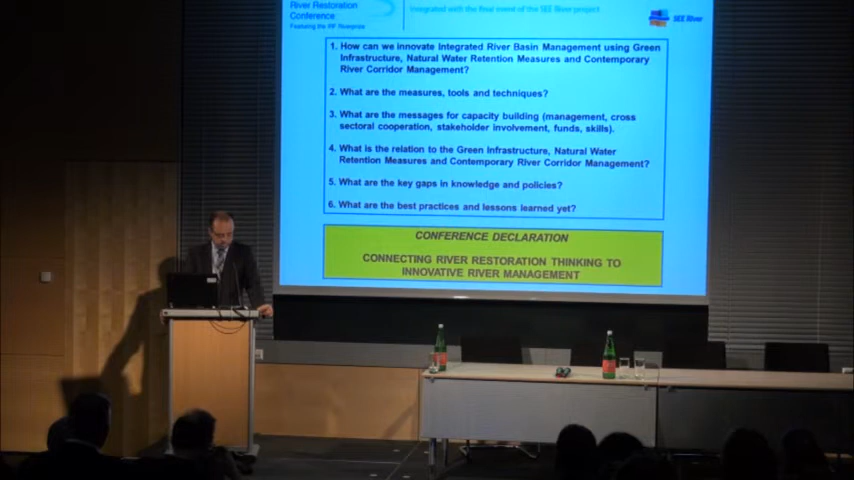 River Restoration
Conference
Integrated with the final event of the SEE River project
SEE River
1. How can we innovate Integrated River Basin Management using Green
Infrastructure, Natural Water Retention Measures and Contemporary
River Corridor Management?
2. What are the measures, tools and techniques?
3. What are the messages for capacity building (management, cross
sectoral cooperation, stakeholder involvement, funds, skills).
4. What is the relation to the Green Infrastructure, Natural Water
Retention Measures and Contemporary River Corridor Management?
5. What are the key gaps in knowledge and policies?
6. What are the best practices and lessons learned yet?
CONFERENCE DECLARATION
CONNECTING RIVER RESTORATION THINKING TO
INNOVATIVE RIVER MANAGEMENT